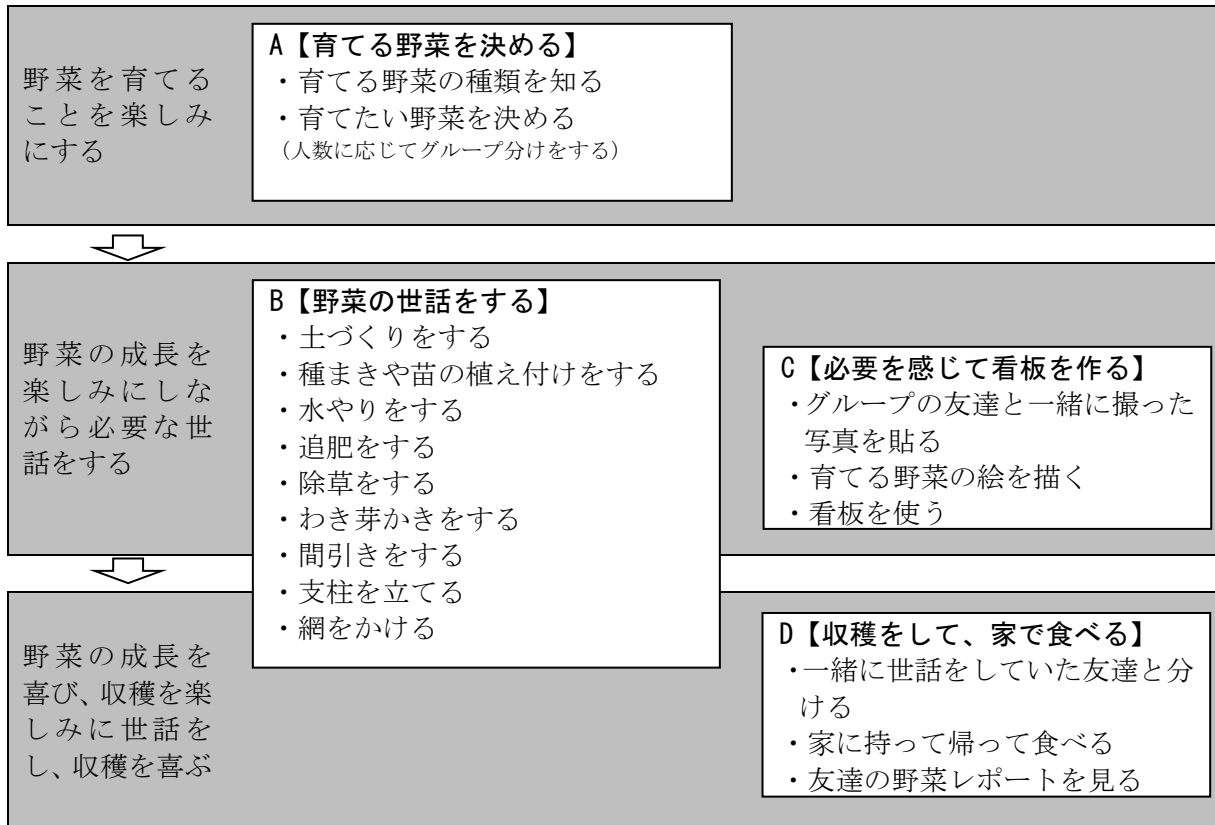 野菜を育てる
ことを楽しみ
にする
A【育てる野菜を決める】
・育てる野菜の種類を知る
・育てたい野菜を決める
（人数に応じてグループ分けをする）
野菜の成長を
楽しみにしな
がら必要な世
話をする
B【野菜の世話をする】
・土づくりをする
・種まきや苗の植え付けをする
・水やりをする
・追肥をする
・除草をする
・わき芽かきをする
・間引きをする
・支柱を立てる
・網をかける
C【必要を感じて看板を作る】
・グループの友達と一緒に撮った
写真を貼る
・育てる野菜の絵を描く
・看板を使う
野菜の成長を
喜び、収穫を楽
しみに世話を
し、収穫を喜ぶ
D【収穫をして、家で食べる】
・一緒に世話をしていた友達と分
ける
・家に持って帰って食べる
・友達の野菜レポートを見る